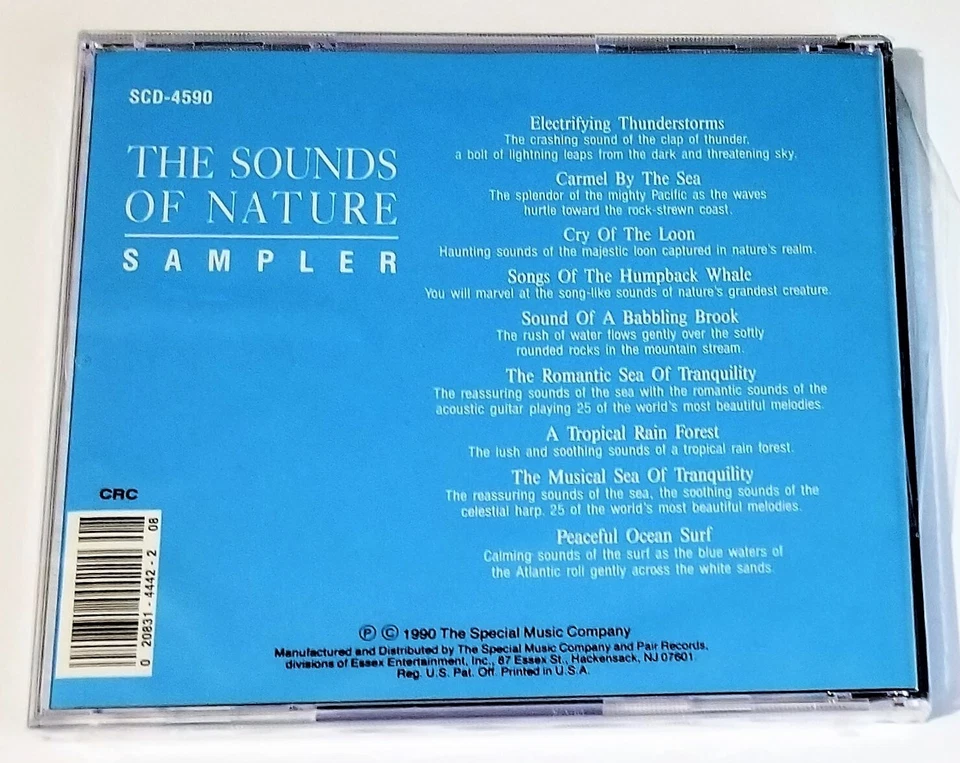 SCD-4590
THE SOUNDS
OF NATURE
SAMPLER
Electrifying Thunderstorms
The crashing sound of the clap of thunder.
a bolt of lightning leaps from the dark and threatening sky.
Carmel By The Sea
The splendor of the mighty Pacific as the waves
hurtle toward the rock-strewn coast.
Cry Of The Loon
Haunting sounds of the majestic loon captured in nature's realm.
Songs Of The Humpback Whale
You will marvel at the song-like sounds of nature's grandest creature.
Sound Of A Babbling Brook
The rush of water flows gently over the softly
rounded rocks in the mountain stream.
The Romantic Sea Of Tranquility
The reassuring sounds of the sea with the romantic sounds of the
acoustic guitar playing 25 of the world's most beautiful melodies.
A Tropical Rain Forest
The lush and soothing sounds of a tropical rain forest.
The Musical Sea Of Tranquility
The reassuring sounds of the sea, the soothing sounds of the
celestial harp. 25 of the world's most beautiful melodies.
Peaceful Ocean Surf
Calming sounds of the surf as the blue waters of
the Atlantic roll gently across the white sands.
CRC
0 20831 - 4442 - 2 08
Ⓟ © 1990 The Special Music Company
Manufactured and Distributed by The Special Music Company and Pair Records,
divisions of Essex Entertainment, Inc., 87 Essex St., Hackensack, NJ 07601
Reg. U.S. Pat. Off. Printed in U.S.A.